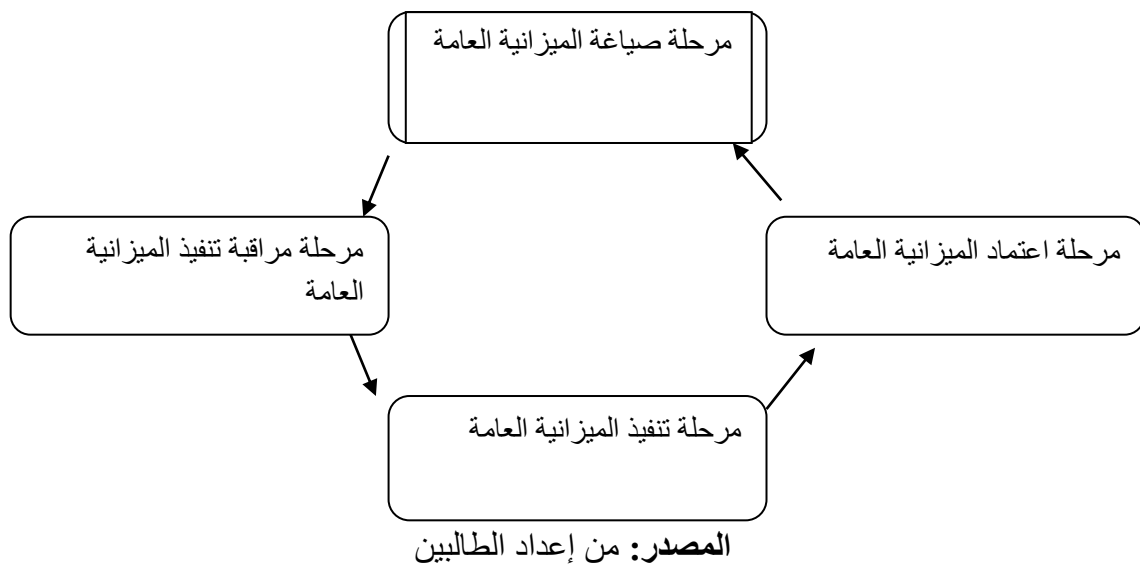 مرحلة صياغة الميزانية العامة
مرحلة اعتماد الميزانية العامة
مرحلة مراقبة تنفيذ الميزانية
العامة
مرحلة تنفيذ الميزانية العامة
المصدر: من إعداد الطالبين